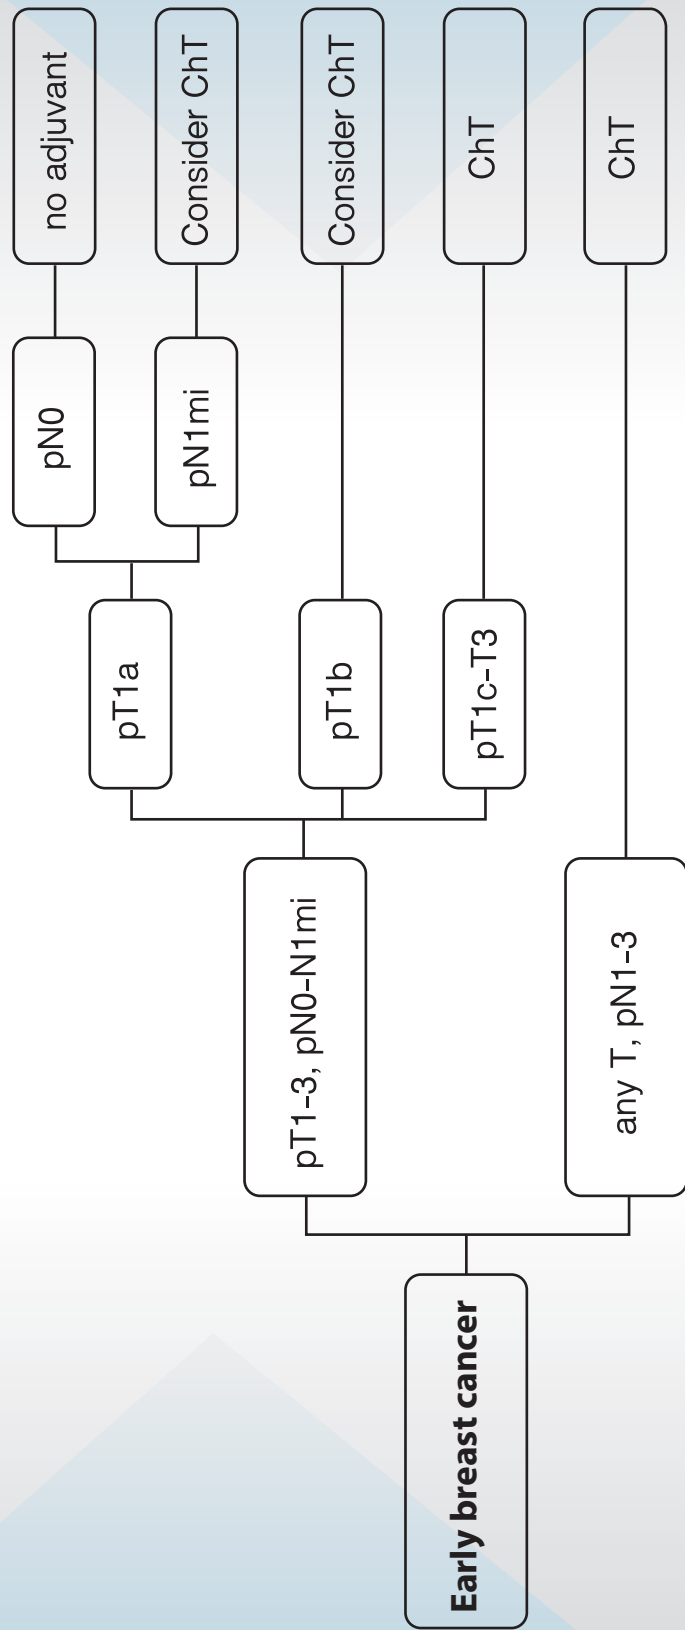 Early breast cancer
pT1-3, pN0-N1mi
any T, pN1-3
pT1a
pT1b
pT1c-T3
pN0
pN1mi
no adjuvant
Consider ChT
Consider ChT
ChT
ChT